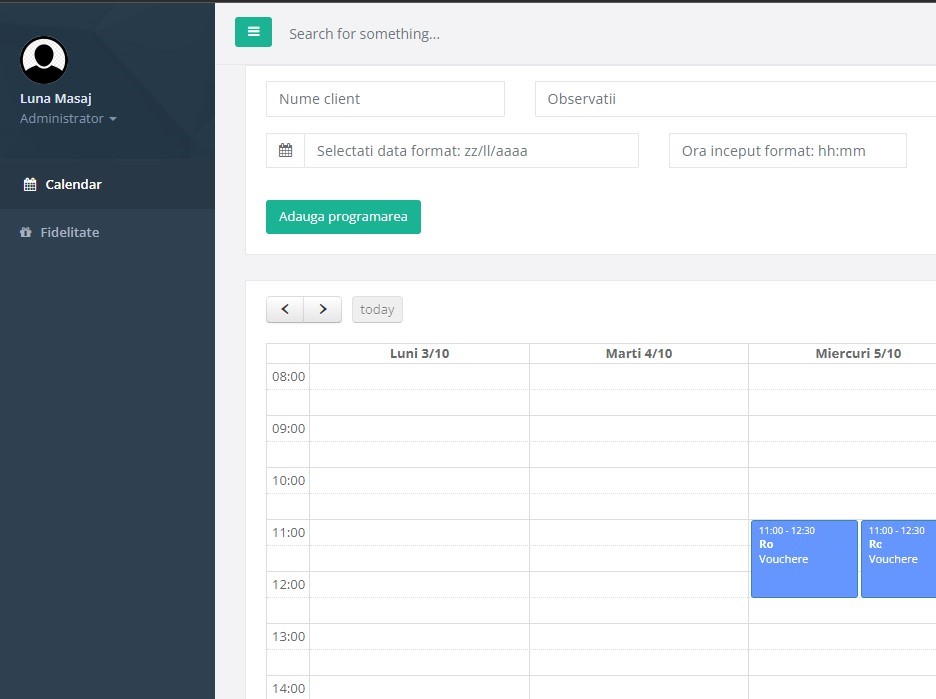 Luna Masaj
Administrator
Calendar
Fidelitate
Search for something...
Nume client
Observatii
Selectati data format: zz/ll/aaaa
Ora inceput format: hh:mm
Adauga programarea
today
Luni 3/10
Marti 4/10
Miercuri 5/10
08:00
09:00
10:00
11:00
11:00 - 12:30
Ro
Vouchere
11:00 - 12:30
Rc
Vouchere
12:00
13:00
14:00